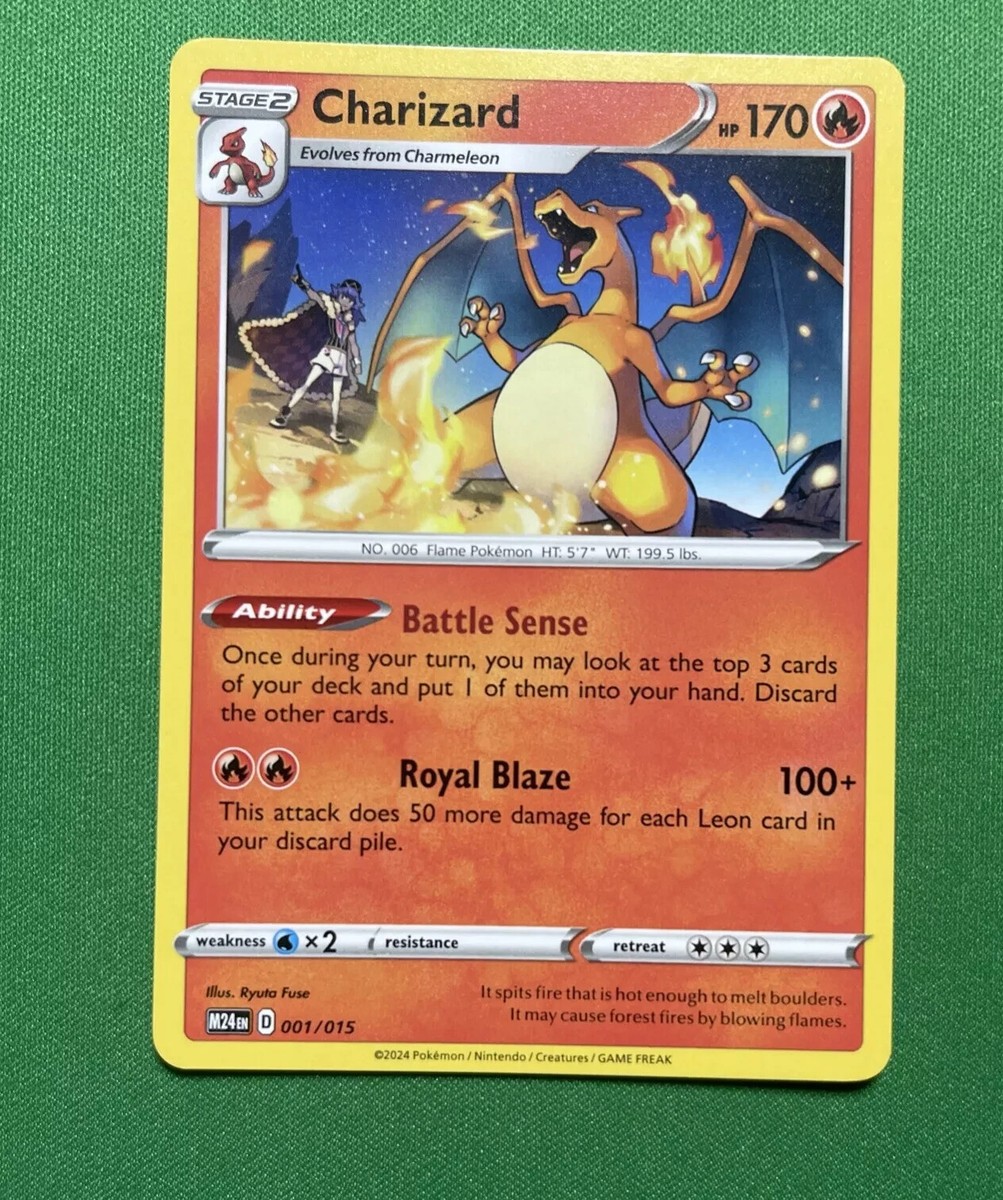 STAGE2
Charizard
HP 170
Evolves from Charmeleon
NO. 006 Flame Pokémon HT: 5'7" WT: 199.5 lbs.
Ability Battle Sense
Once during your turn, you may look at the top 3 cards
of your deck and put 1 of them into your hand. Discard
the other cards.
Royal Blaze 100+
This attack does 50 more damage for each Leon card in
your discard pile.
weakness ×2 resistance retreat
Illus. Ryuta Fuse
It spits fire that is hot enough to melt boulders.
It may cause forest fires by blowing flames.
M24 EN D 001/015
©2024 Pokémon / Nintendo / Creatures / GAME FREAK